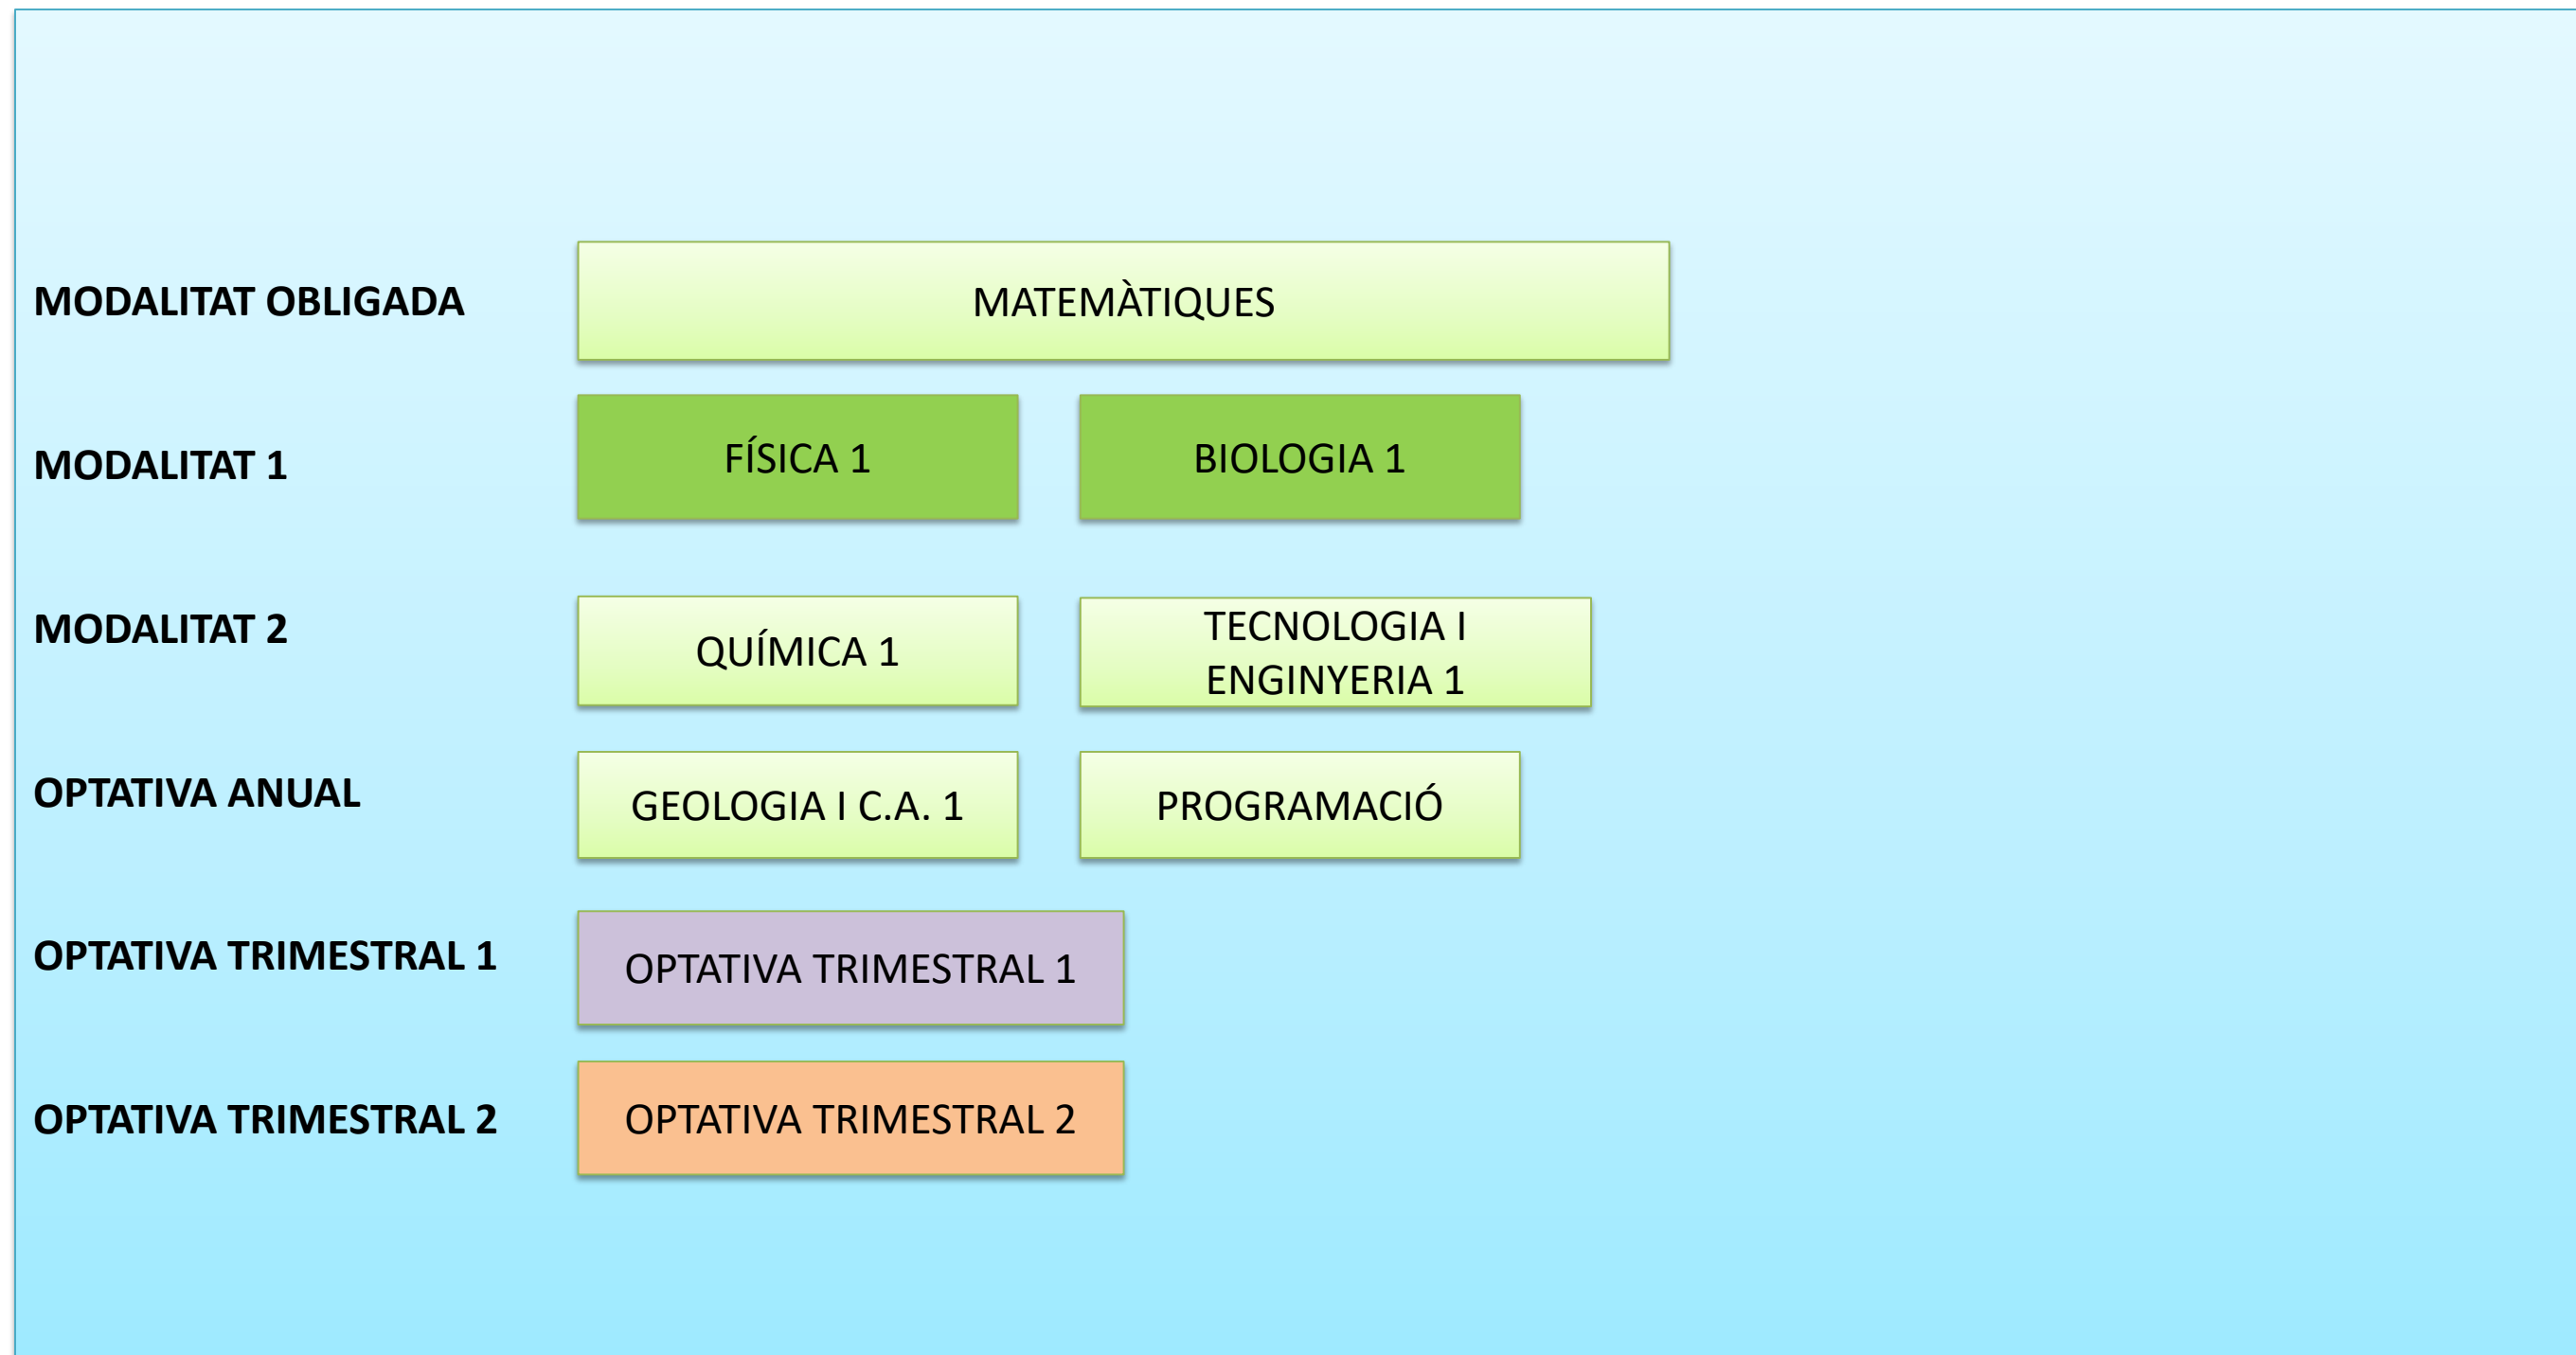 MODALITAT OBLIGADA
MATEMÀTIQUES
MODALITAT 1
FÍSICA 1
BIOLOGIA 1
MODALITAT 2
QUÍMICA 1
TECNOLOGIA I
ENGINYERIA 1
OPTATIVA ANUAL
GEOLOGIA I C.A. 1
PROGRAMACIÓ
OPTATIVA TRIMESTRAL 1
OPTATIVA TRIMESTRAL 1
OPTATIVA TRIMESTRAL 2
OPTATIVA TRIMESTRAL 2